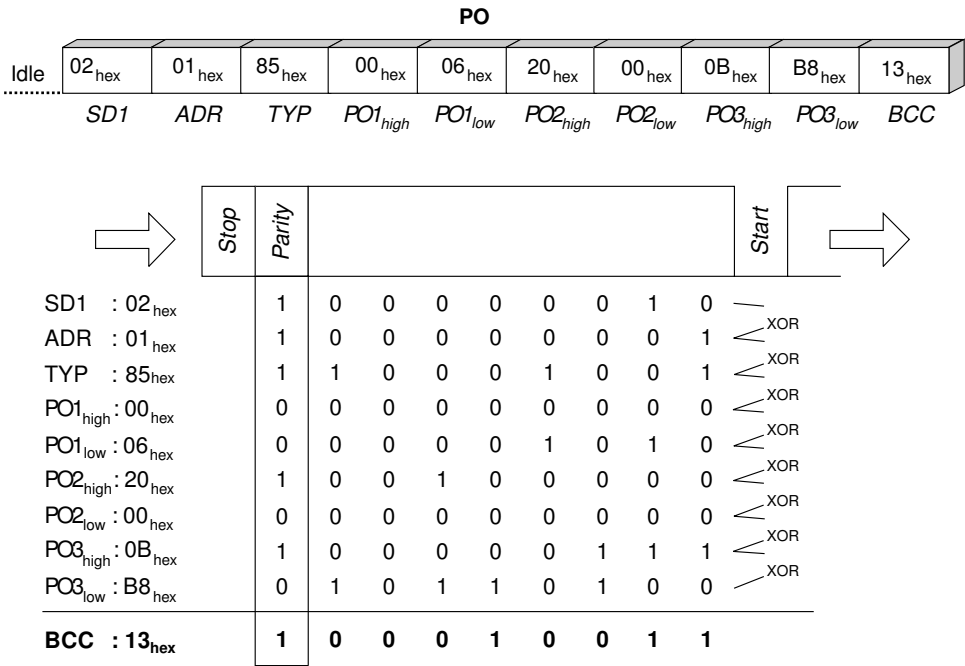 PO
Idle 02hex 01hex 85hex 00hex 06hex 20hex 00hex 0Bhex B8hex 13hex
SD1 ADR TYP PO1high PO1low PO2high PO2low PO3high PO3low BCC
Stop Parity Start
SD1 : 02hex 1 0 0 0 0 0 0 1 0
XOR
ADR : 01hex 1 0 0 0 0 0 0 0 1
XOR
TYP : 85hex 1 1 0 0 0 1 0 0 1
XOR
PO1high : 00hex 0 0 0 0 0 0 0 0 0
XOR
PO1low : 06hex 0 0 0 0 0 1 0 1 0
XOR
PO2high : 20hex 1 0 0 1 0 0 0 0 0
XOR
PO2low : 00hex 0 0 0 0 0 0 0 0 0
XOR
PO3high : 0Bhex 1 0 0 0 0 0 1 1 1
XOR
PO3low : B8hex 0 1 0 1 1 0 1 0 0
BCC : 13hex 1 0 0 0 1 0 0 1 1